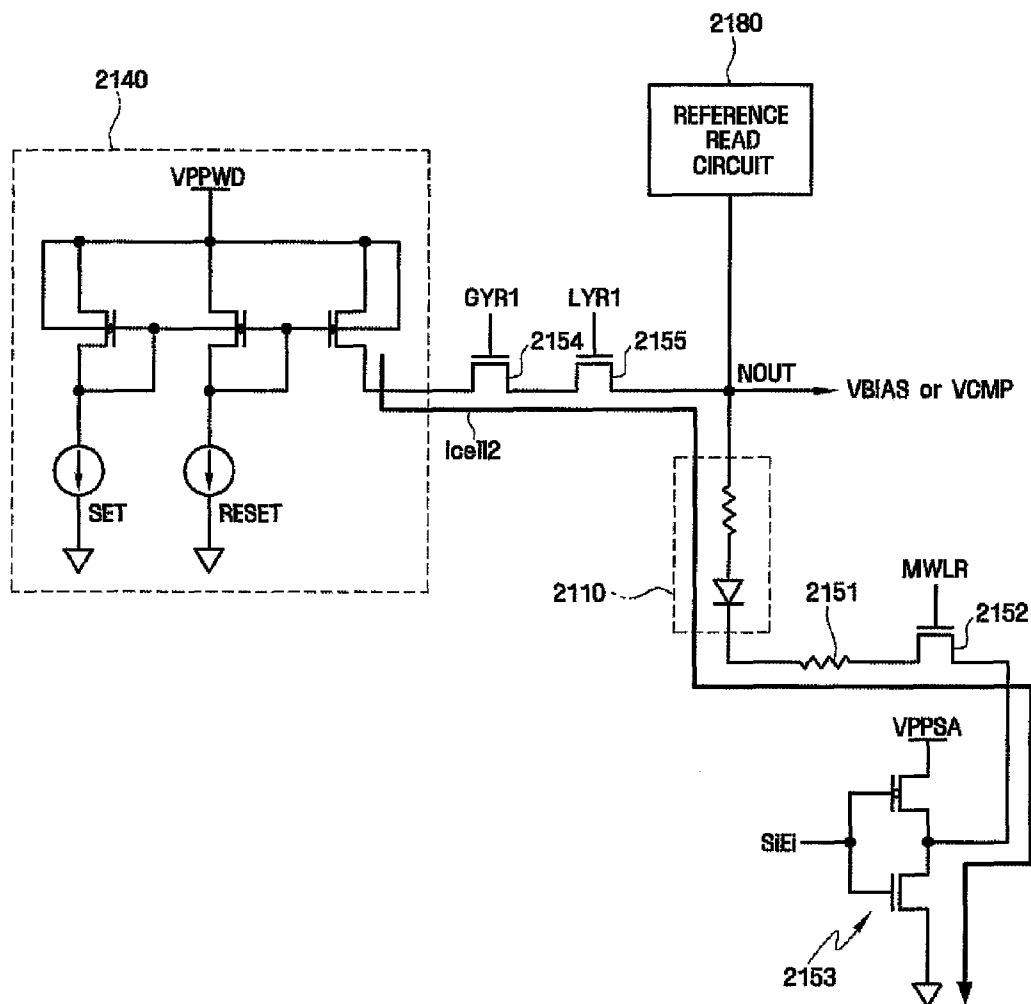 2180
2140
REFERENCE
READ
CIRCUIT
VPPWD
GYR1
LYR1
2154
2155
NOUT
VBIAS or VCMP
Icell2
SET
RESET
2110
2151
MWLR
2152
VPPSA
SiEi
2153